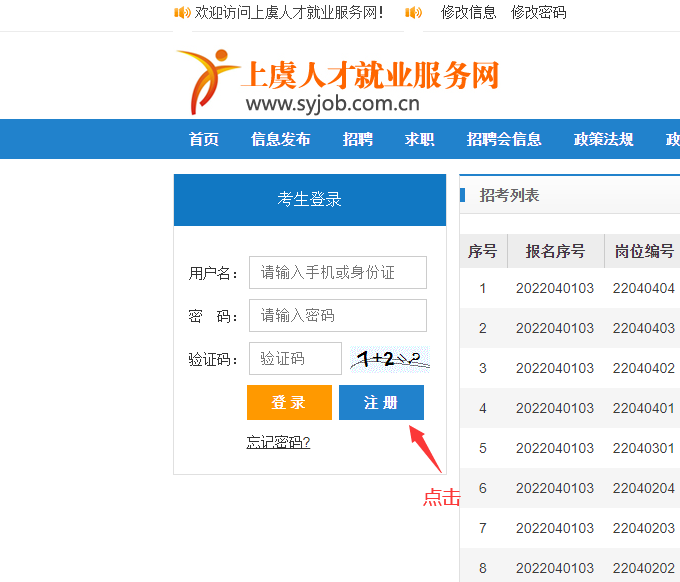 欢迎访问上虞人才就业服务网! 修改信息 修改密码
上虞人才就业服务网
www.syjob.com.cn
首页 信息发布 招聘 求职 招聘会信息 政策法规 政
考生登录
用户名: 请输入手机或身份证
密 码: 请输入密码
验证码: 验证码 1+2=?
登 录 注 册
忘记密码?
点击
招考列表
序号 报名序号 岗位编号
1 2022040103 22040404
2 2022040103 22040403
3 2022040103 22040402
4 2022040103 22040401
5 2022040103 22040301
6 2022040103 22040204
7 2022040103 22040203
8 2022040103 22040202